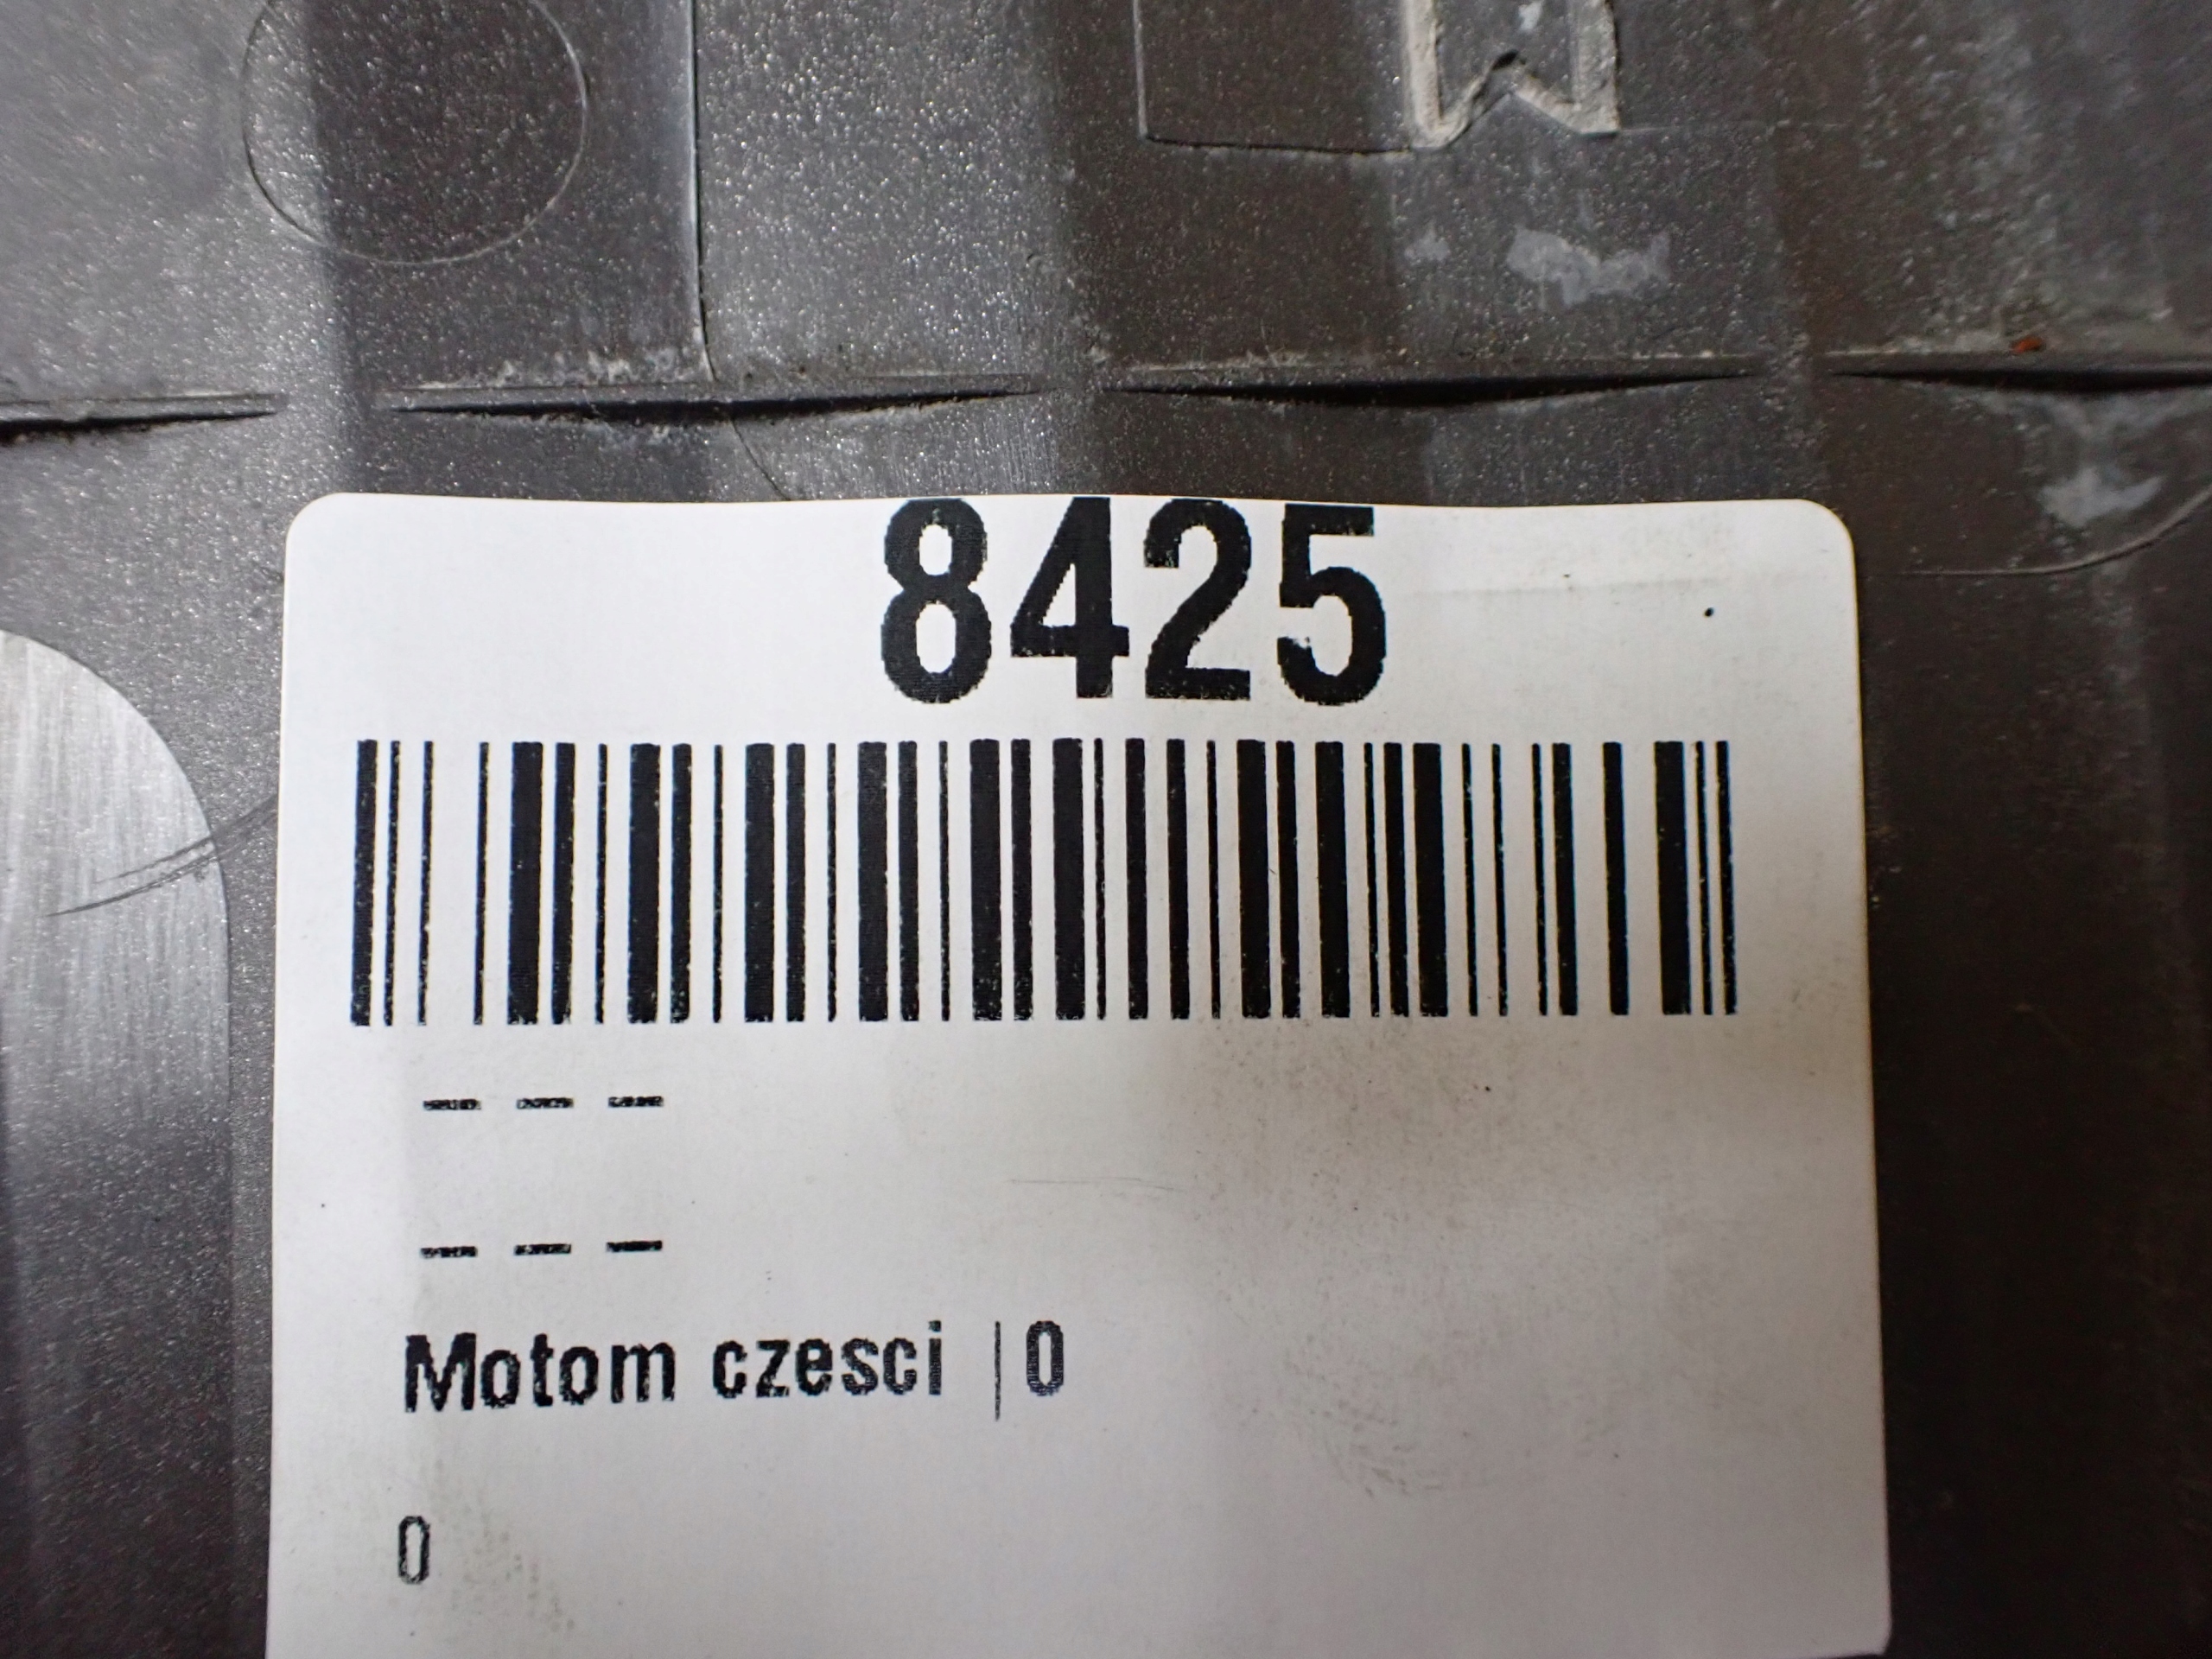 8425
— — —
— — —
Motom czesci |0
0